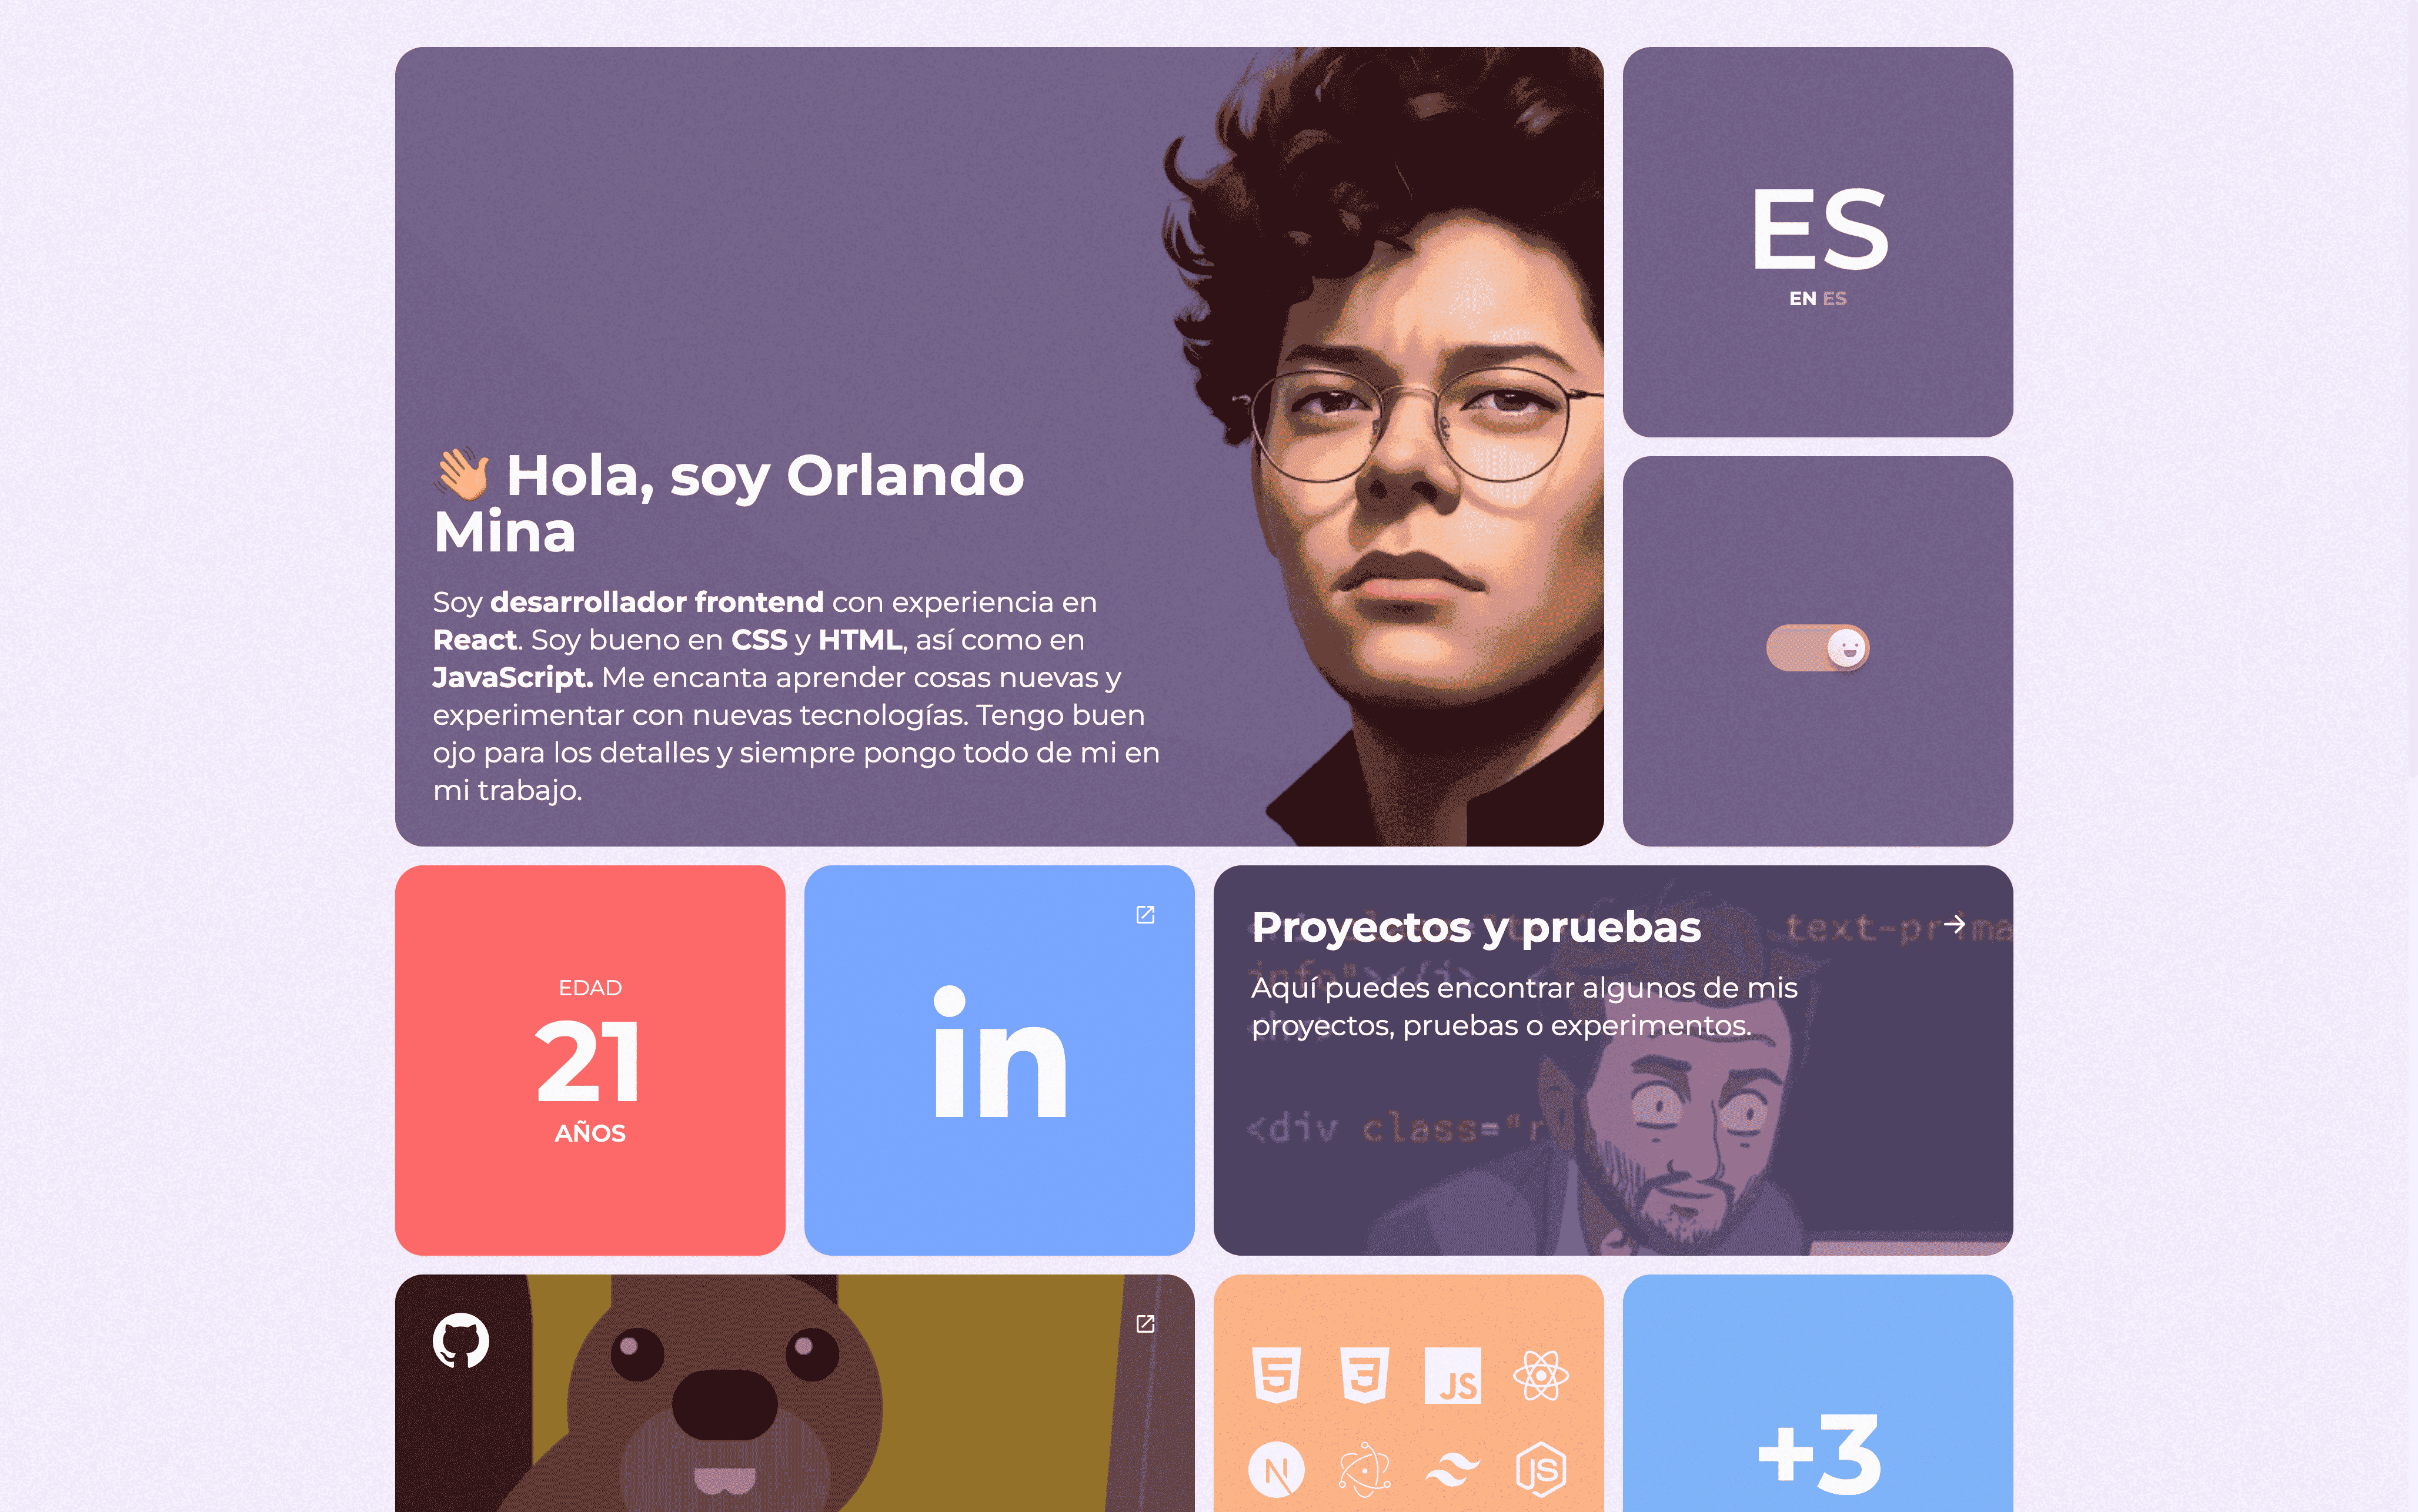 👋 Hola, soy Orlando
Mina
Soy desarrollador frontend con experiencia en
React. Soy bueno en CSS y HTML, así como en
JavaScript. Me encanta aprender cosas nuevas y
experimentar con nuevas tecnologías. Tengo buen
ojo para los detalles y siempre pongo todo de mi en
mi trabajo.
ES
EN ES
EDAD
21
AÑOS
in
Proyectos y pruebas
Aquí puedes encontrar algunos de mis
proyectos, pruebas o experimentos.
text-prima
info"></i>
<div class="r
5
3
JS
N
JS
+3